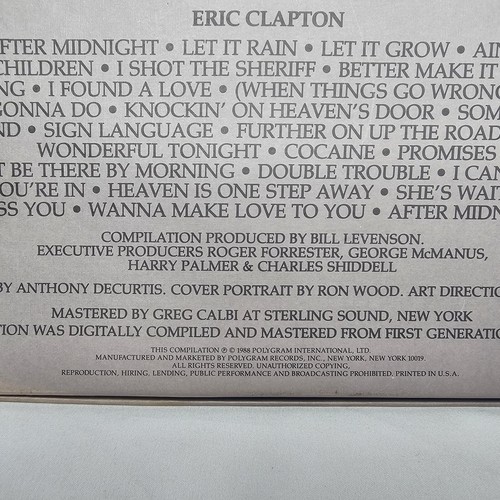 ERIC CLAPTON
AFTER MIDNIGHT • LET IT RAIN • LET IT GROW • AIN
CHILDREN • I SHOT THE SHERIFF • BETTER MAKE IT
NG • I FOUND A LOVE • (WHEN THINGS GO WRONG
GONNA DO • KNOCKIN' ON HEAVEN'S DOOR • SOM
ND • SIGN LANGUAGE • FURTHER ON UP THE ROAD
WONDERFUL TONIGHT • COCAINE • PROMISES
T BE THERE BY MORNING • DOUBLE TROUBLE • I CAN
YOU'RE IN • HEAVEN IS ONE STEP AWAY • SHE'S WAIT
SS YOU • WANNA MAKE LOVE TO YOU • AFTER MIDN
COMPILATION PRODUCED BY BILL LEVENSON.
EXECUTIVE PRODUCERS ROGER FORRESTER, GEORGE McMANUS,
HARRY PALMER & CHARLES SHIDDELL
BY ANTHONY DECURTIS. COVER PORTRAIT BY RON WOOD. ART DIRECTIO
MASTERED BY GREG CALBI AT STERLING SOUND, NEW YORK
TION WAS DIGITALLY COMPILED AND MASTERED FROM FIRST GENERATIO
THIS COMPILATION ℗ © 1988 POLYGRAM INTERNATIONAL, LTD.
MANUFACTURED AND MARKETED BY POLYGRAM RECORDS, INC., NEW YORK, NEW YORK 10019.
ALL RIGHTS RESERVED. UNAUTHORIZED COPYING,
REPRODUCTION, HIRING, LENDING, PUBLIC PERFORMANCE AND BROADCASTING PROHIBITED. PRINTED IN U.S.A.